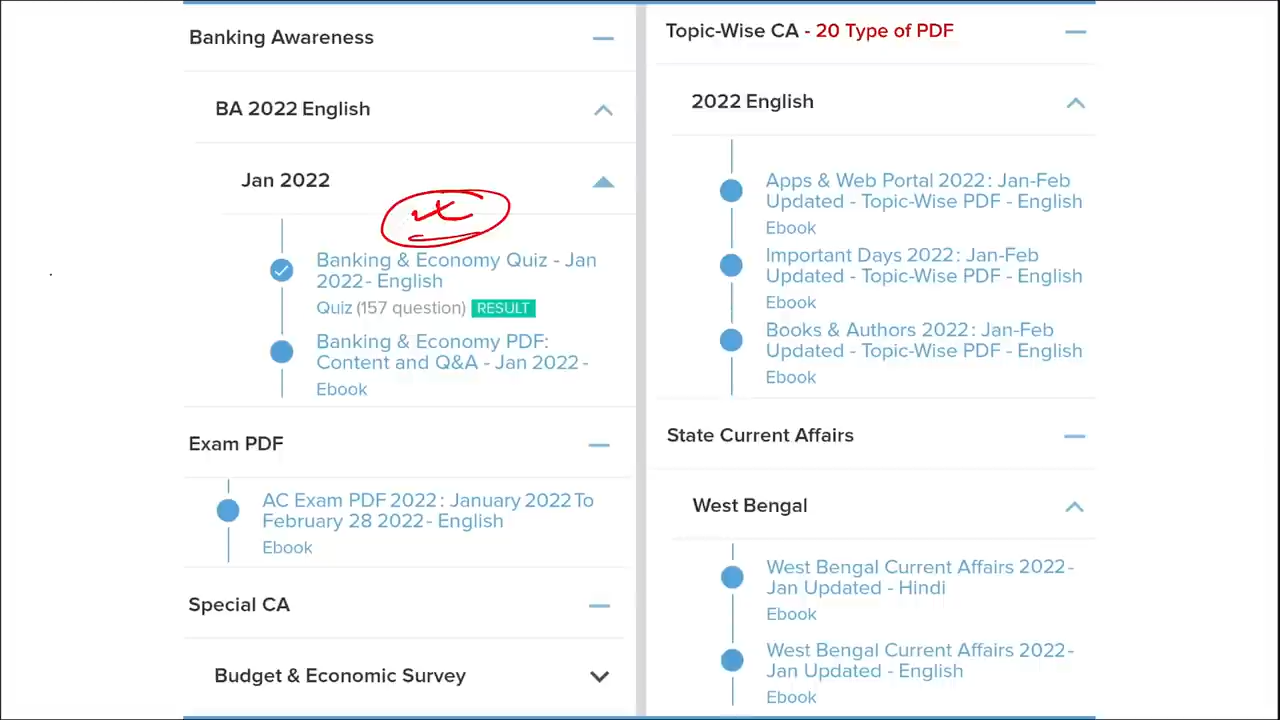 Banking Awareness
BA 2022 English
Jan 2022
Banking & Economy Quiz - Jan
2022- English
Quiz (157 question) RESULT
Banking & Economy PDF:
Content and Q&A - Jan 2022 -
Ebook
Exam PDF
AC Exam PDF 2022 : January 2022 To
February 28 2022- English
Ebook
Special CA
Budget & Economic Survey
Topic-Wise CA - 20 Type of PDF
2022 English
Apps & Web Portal 2022 : Jan-Feb
Updated - Topic-Wise PDF - English
Ebook
Important Days 2022 : Jan-Feb
Updated - Topic-Wise PDF - English
Ebook
Books & Authors 2022 : Jan-Feb
Updated - Topic-Wise PDF - English
Ebook
State Current Affairs
West Bengal
West Bengal Current Affairs 2022-
Jan Updated - Hindi
Ebook
West Bengal Current Affairs 2022-
Jan Updated - English
Ebook